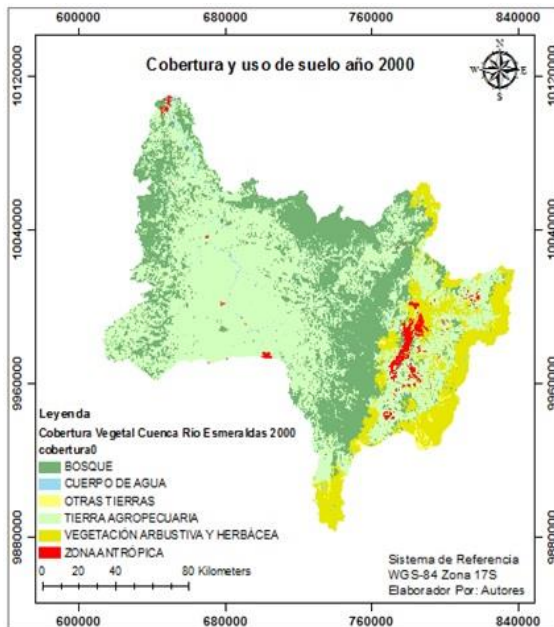 600000 680000 760000 840000
Cobertura y uso de suelo año 2000
N
W E
S
10120000 10120000
10040000 10040000
9960000 9960000
9880000 9880000
Leyenda
Cobertura Vegetal Cuenca Río Esmeraldas 2000
cobertura0
BOSQUE
CUERPO DE AGUA
OTRAS TIERRAS
TIERRA AGROPECUARIA
VEGETACIÓN ARBUSTIVA Y HERBÁCEA
ZONA ANTRÓPICA
0 20 40 80 Kilometers
Sistema de Referencia
WGS-84 Zona 17S
Elaborador Por: Autores
600000 680000 760000 840000